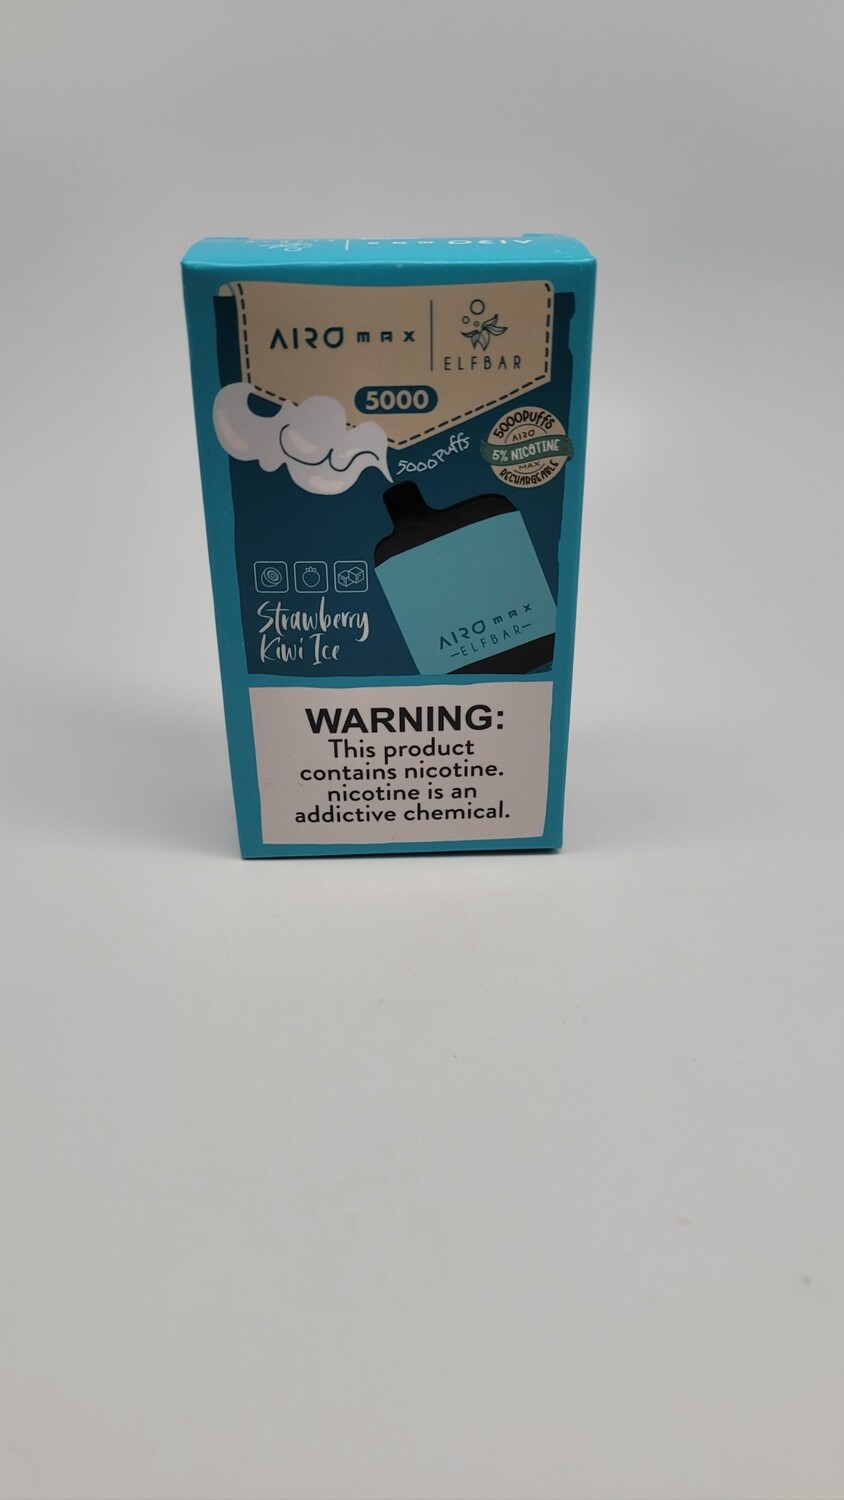 AIRO MAX
ELFBAR
5000
5000 Puffs
5000PUFFS
AIRO
5% NICOTINE
MAX
RECHARGEABLE
Strawberry
Kiwi Ice
AIRO MAX
—ELFBAR—
WARNING:
This product
contains nicotine.
nicotine is an
addictive chemical.